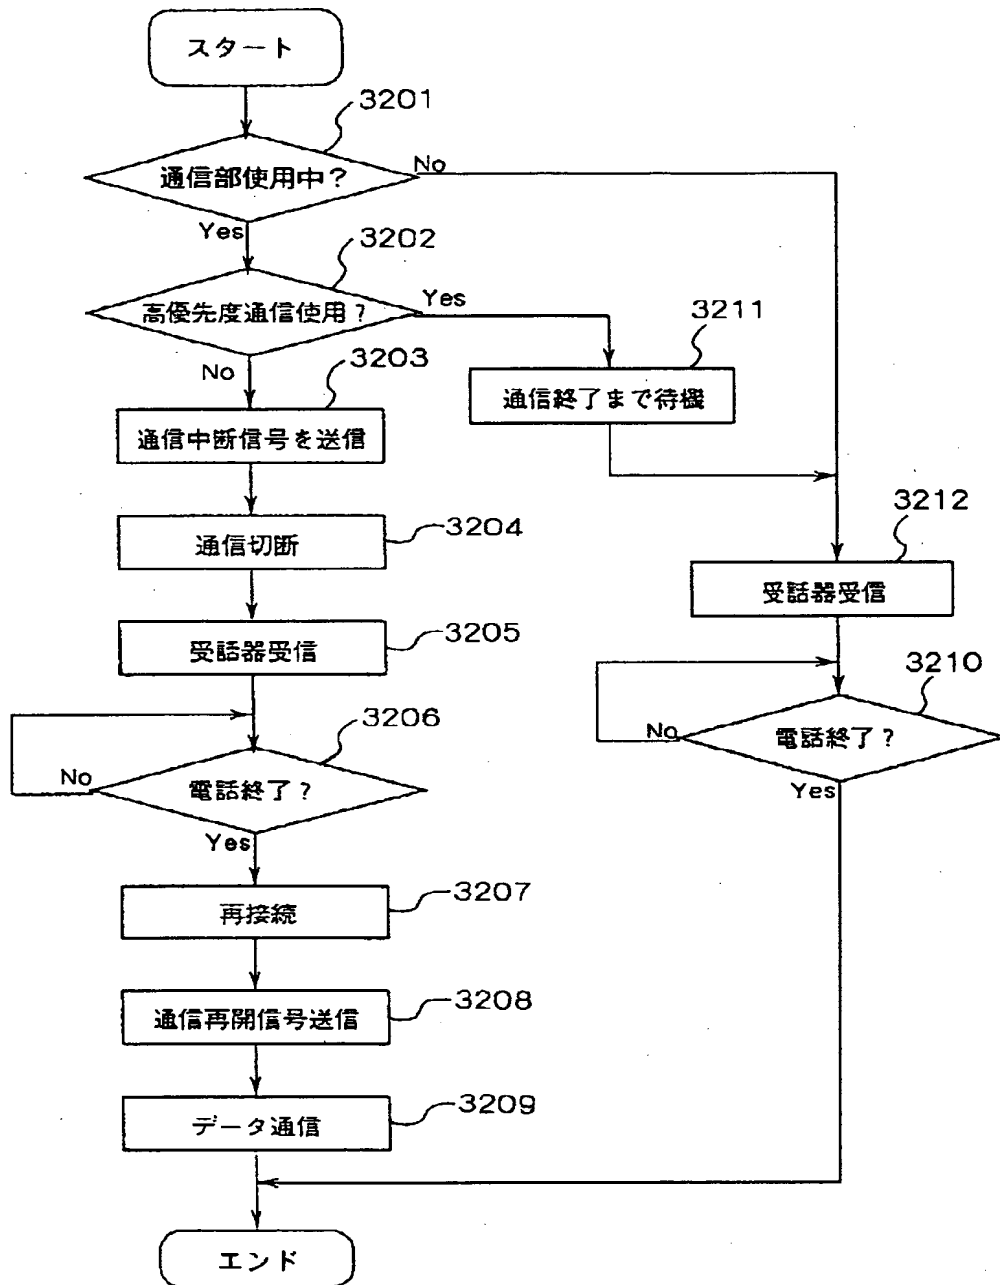 スタート
3201
通信部使用中？
No
Yes
3202
高優先度通信使用？
Yes
No
3211
通信終了まで待機
3203
通信中断信号を送信
3204
通信切断
3212
受話器受信
3205
受話器受信
3210
電話終了？
No
Yes
3206
電話終了？
No
Yes
3207
再接続
3208
通信再開信号送信
3209
データ通信
エンド